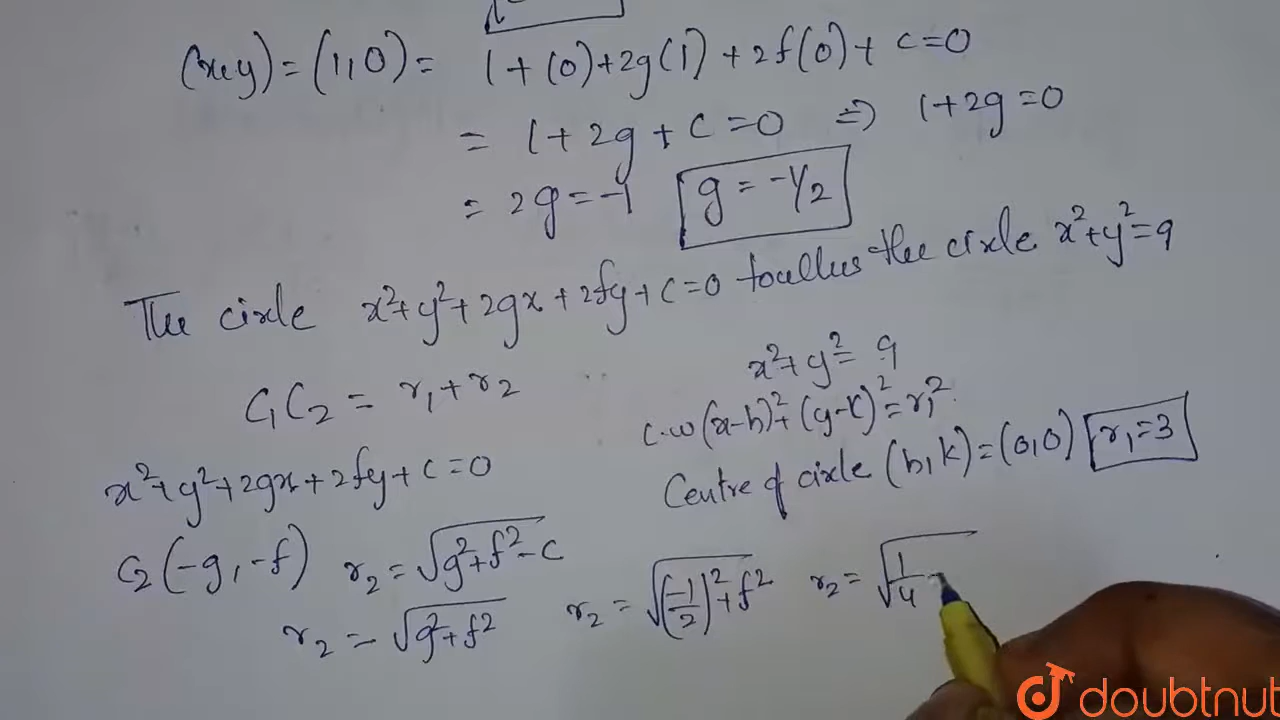 (x,y) = (1,0) = 1 + (0) + 2g(1) + 2f(0) + c = 0
= 1 + 2g + c = 0 ⇒ 1 + 2g = 0
= 2g = -1 g = -1/2
The circle x²+y²+2gx+2fy+c=0 touches the circle x²+y²=9
C₁C₂ = r₁+r₂
x²+y² = 9
c.w (x-h)²+(y-k)² = r₁²
x²+y²+2gx+2fy+c=0
Centre of circle (h,k)=(0,0) r₁=3
C₂(-g,-f) r₂=√g²+f²-c
r₂=√g²+f² r₂=√(-1/2)²+f² r₂=√1/4
doubtnut